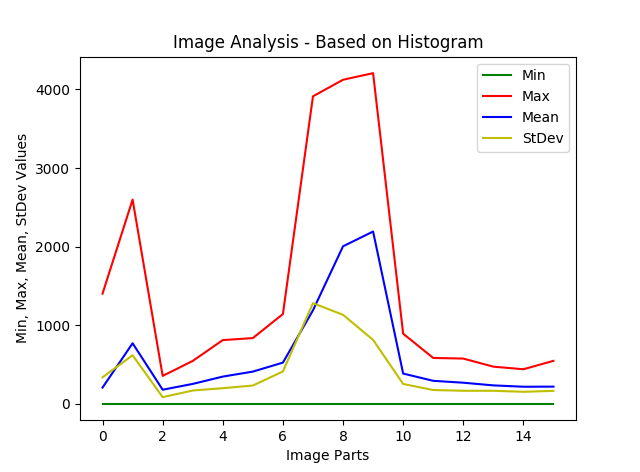 Image Analysis - Based on Histogram
Min
Max
Mean
StDev
Min, Max, Mean, StDev Values
4000
3000
2000
1000
0
0 2 4 6 8 10 12 14
Image Parts